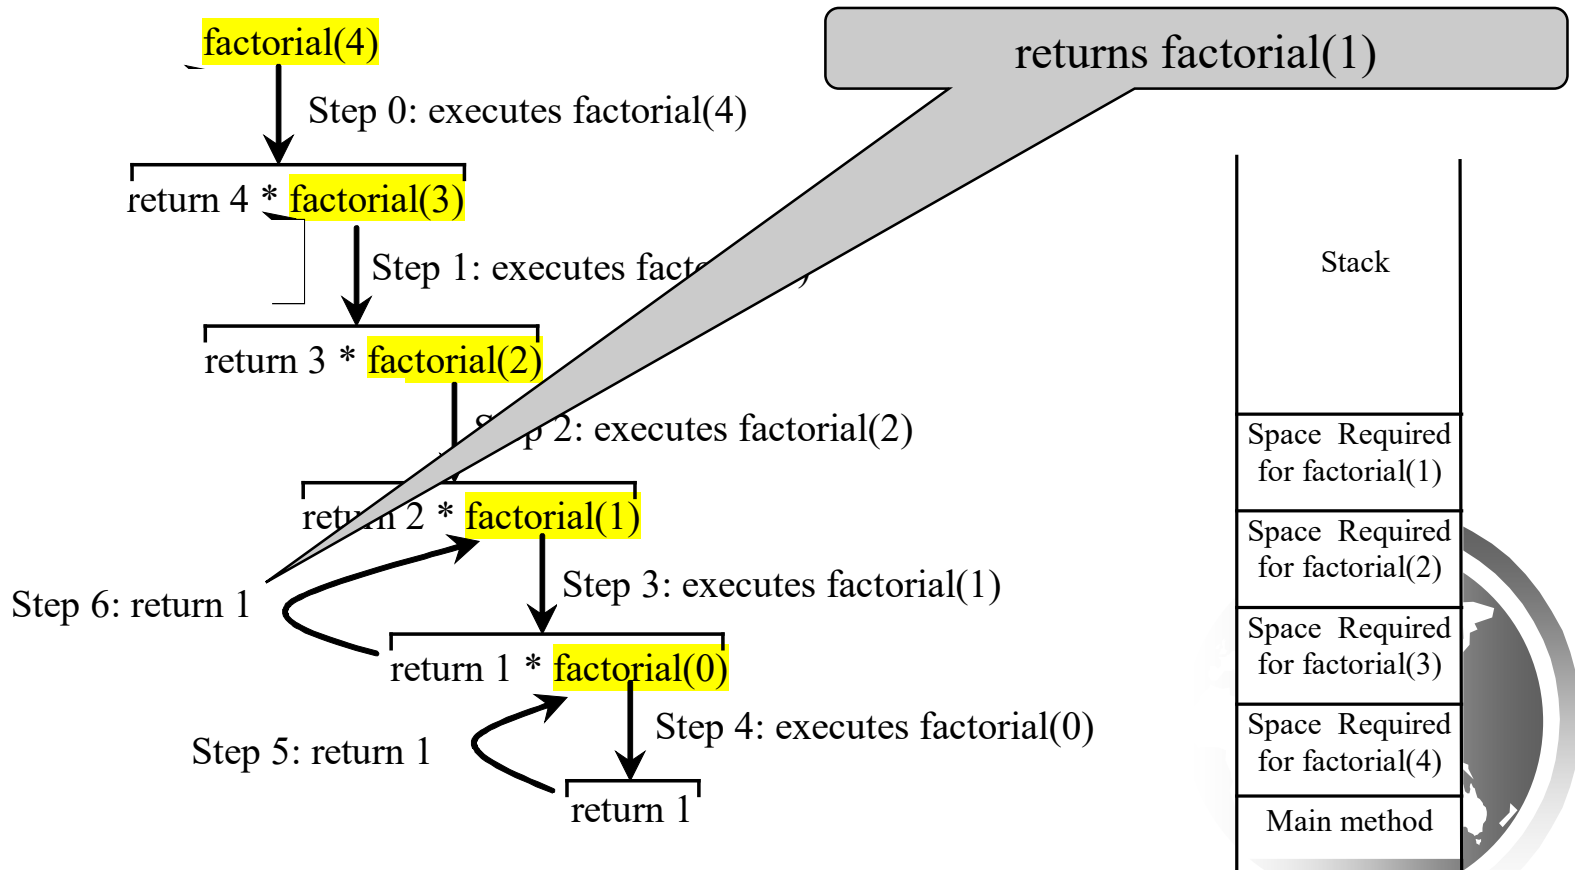 factorial(4)
returns factorial(1)
Step 0: executes factorial(4)
return 4 * factorial(3)
Step 1: executes
return 3 * factorial(2)
2: executes factorial(2)
return 2 * factorial(1)
Step 3: executes factorial(1)
Step 6: return 1
return 1 * factorial(0)
Step 4: executes factorial(0)
Step 5: return 1
return 1
Stack
Space Required
for factorial(1)
Space Required
for factorial(2)
Space Required
for factorial(3)
Space Required
for factorial(4)
Main method